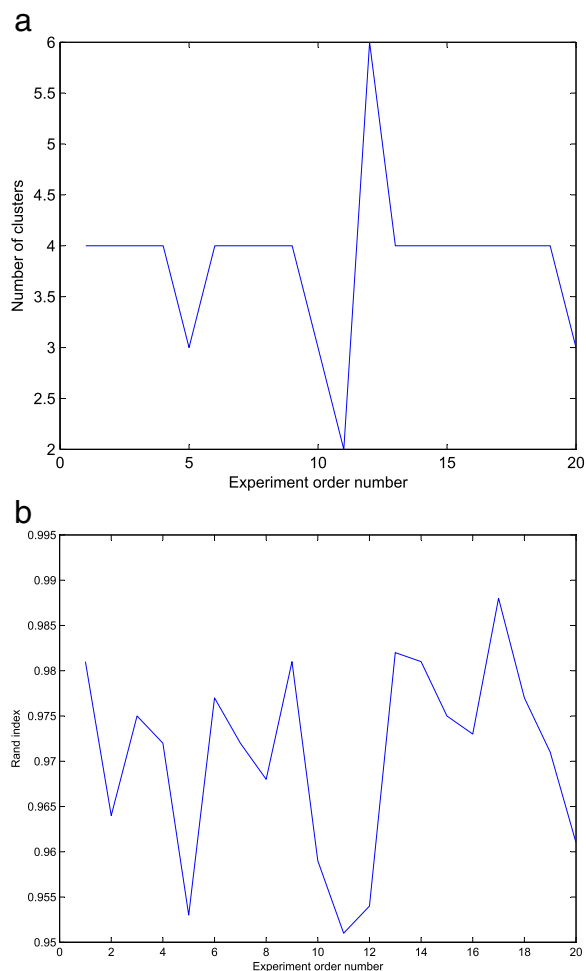 a
6
5.5
5
4.5
4
3.5
3
2.5
2
Number of clusters
0 5 10 15 20
Experiment order number
b
0.995
0.99
0.985
0.98
0.975
0.97
0.965
0.96
0.955
0.95
Rand index
0 2 4 6 8 10 12 14 16 18 20
Experiment order number